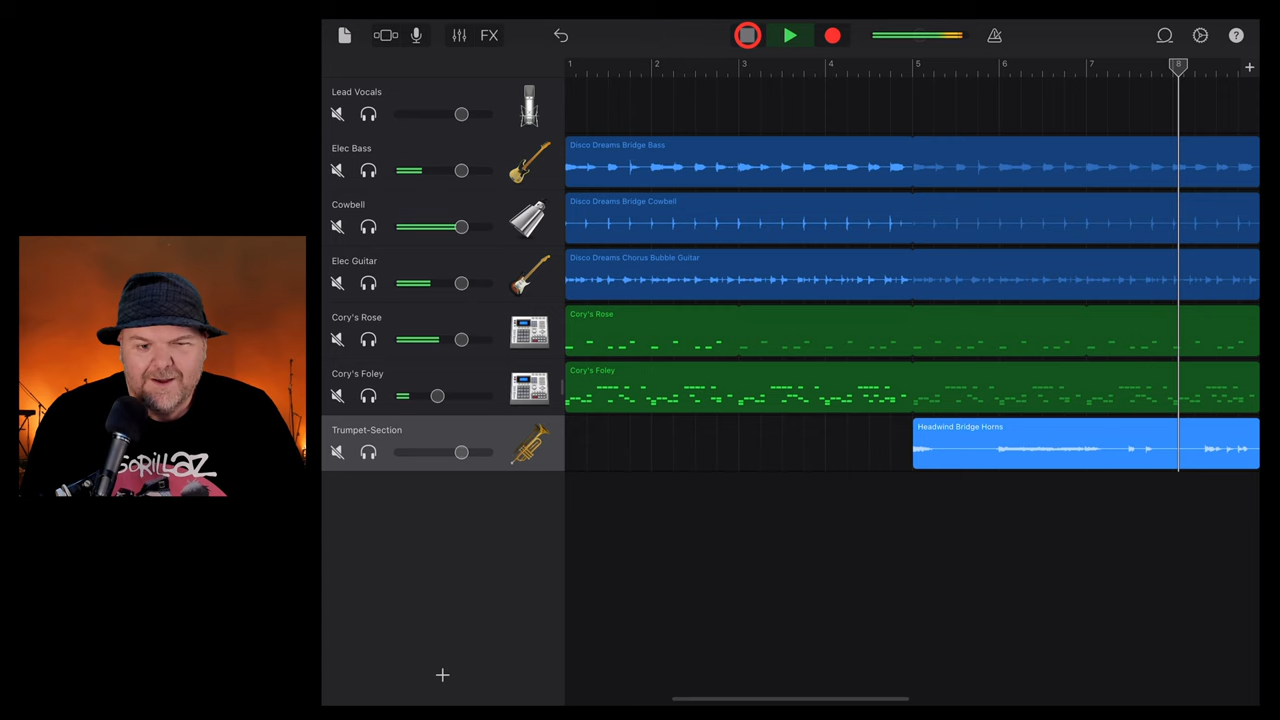 FX
1 2 3 4 5 6 7 8
Lead Vocals
Elec Bass
Disco Dreams Bridge Bass
Cowbell
Disco Dreams Bridge Cowbell
Elec Guitar
Disco Dreams Chorus Bubble Guitar
Cory's Rose
Cory's Rose
Cory's Foley
Cory's Foley
Trumpet-Section
Headwind Bridge Horns
GORILLAZ